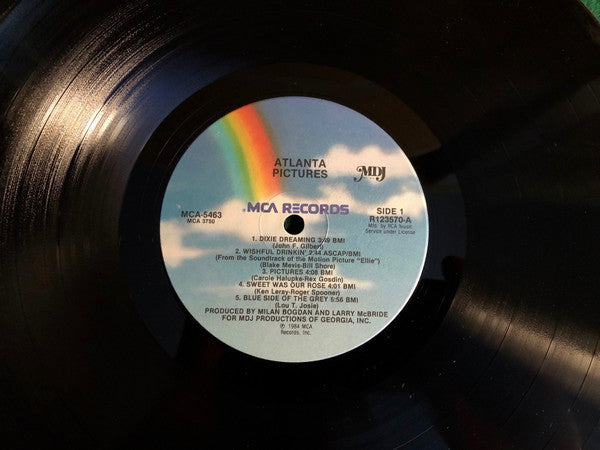 ATLANTA
PICTURES
MDJ
MCA RECORDS
MCA-5463
MCA 3750
SIDE 1
R123570-A
Mfd. by RCA Music
Service under License
1. DIXIE DREAMING 3:49 BMI
(John F. Gilbert)
2. WISHFUL DRINKIN' 2:44 ASCAP/BMI
(From the Soundtrack of the Motion Picture "Ellie")
(Blake Mevis-Bill Shore)
3. PICTURES 4:08 BMI
(Carole Halupke-Rex Gosdin)
4. SWEET WAS OUR ROSE 4:01 BMI
(Ken Leray-Roger Spooner)
5. BLUE SIDE OF THE GREY 5:56 BMI
(Lou T. Josie)
PRODUCED BY MILAN BOGDAN AND LARRY McBRIDE
FOR MDJ PRODUCTIONS OF GEORGIA, INC.
℗ 1984 MCA
Records, Inc.